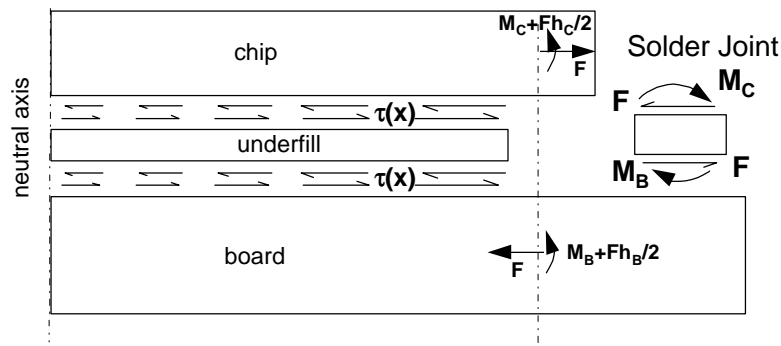 M_C+Fh_C/2
chip
F
Solder Joint
F
M_C
τ(x)
underfill
τ(x)
M_B
F
neutral axis
board
F
M_B+Fh_B/2